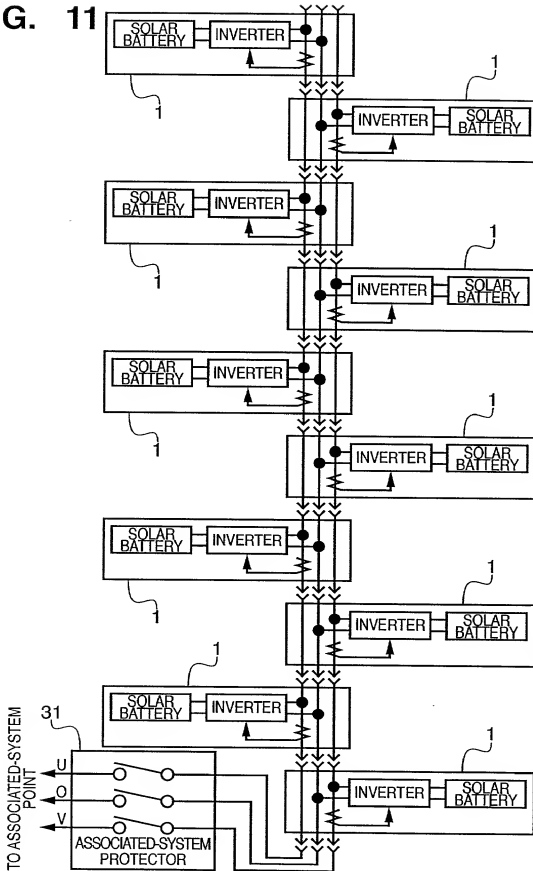 G. 11
SOLAR
BATTERY
INVERTER
1
1
INVERTER
SOLAR
BATTERY
SOLAR
BATTERY
INVERTER
1
1
INVERTER
SOLAR
BATTERY
SOLAR
BATTERY
INVERTER
1
1
INVERTER
SOLAR
BATTERY
SOLAR
BATTERY
INVERTER
1
1
INVERTER
SOLAR
BATTERY
1
SOLAR
BATTERY
INVERTER
1
INVERTER
SOLAR
BATTERY
31
TO ASSOCIATED-SYSTEM
POINT
U
O
V
ASSOCIATED-SYSTEM
PROTECTOR